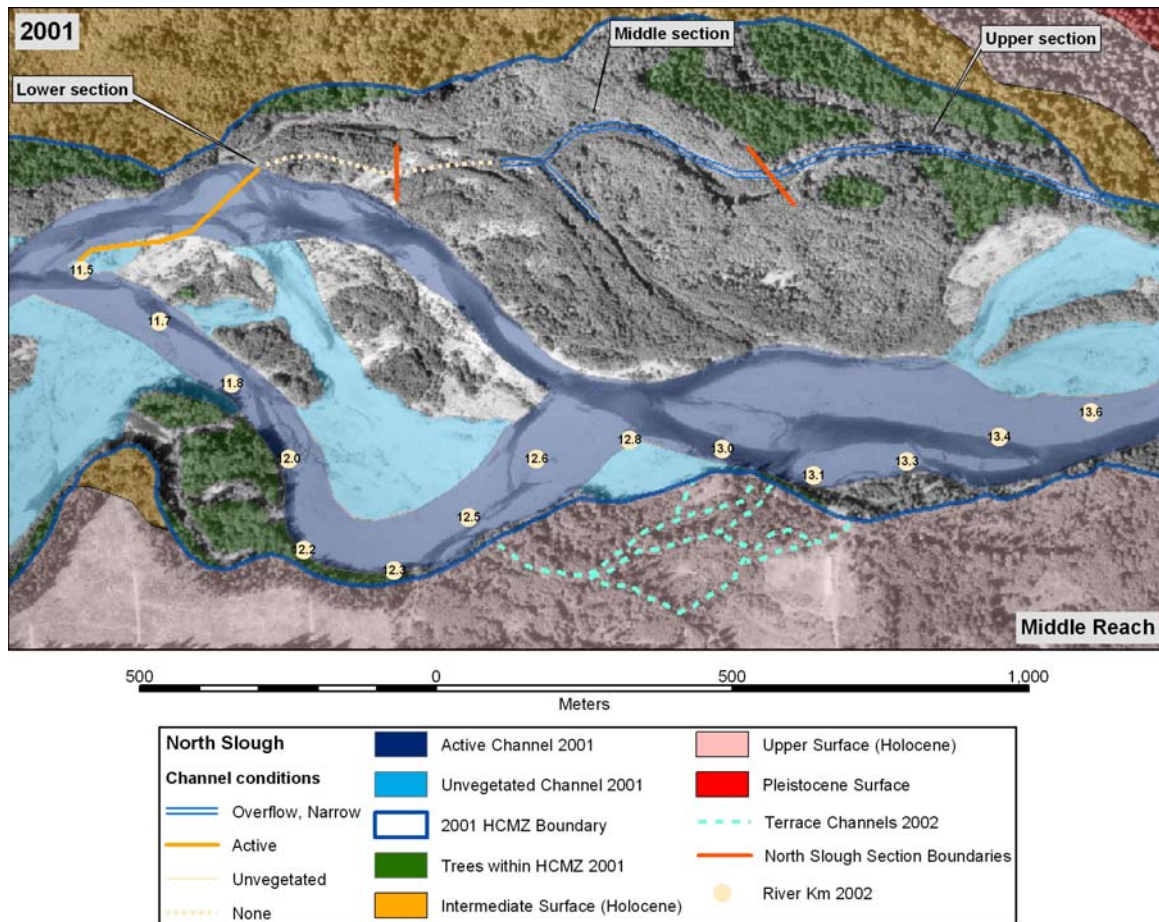 2001
Middle section
Upper section
Lower section
11.5
11.7
11.8
12.0
12.2
12.3
12.5
12.6
12.8
13.0
13.1
13.3
13.4
13.6
Middle Reach
500 0 500 1,000
Meters
North Slough
Channel conditions
Overflow, Narrow
Active
Unvegetated
None
Active Channel 2001
Unvegetated Channel 2001
2001 HCMZ Boundary
Trees within HCMZ 2001
Intermediate Surface (Holocene)
Upper Surface (Holocene)
Pleistocene Surface
Terrace Channels 2002
North Slough Section Boundaries
River Km 2002